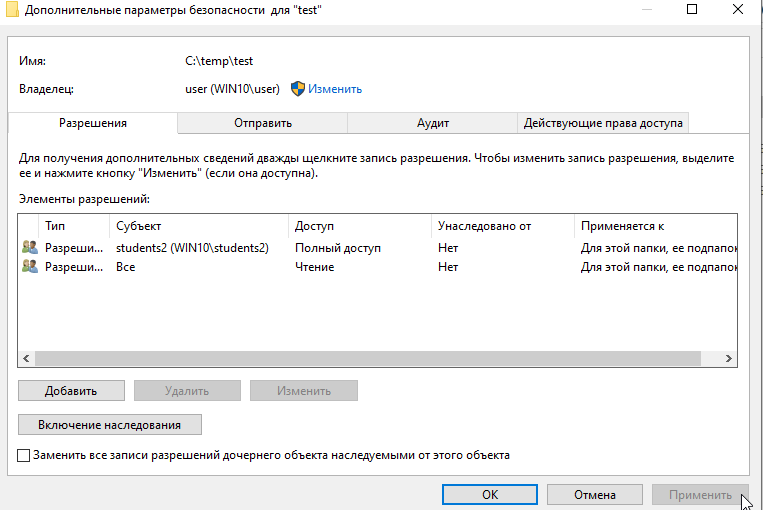 Дополнительные параметры безопасности для "test"
Имя: C:\temp\test
Владелец: user (WIN10\user) Изменить
Разрешения Отправить Аудит Действующие права доступа
Для получения дополнительных сведений дважды щелкните запись разрешения. Чтобы изменить запись разрешения, выделите
ее и нажмите кнопку "Изменить" (если она доступна).
Элементы разрешений:
Тип Субъект Доступ Унаследовано от Применяется к
Разреши... students2 (WIN10\students2) Полный доступ Нет Для этой папки, ее подпапок
Разреши... Все Чтение Нет Для этой папки, ее подпапок
Добавить Удалить Изменить
Включение наследования
Заменить все записи разрешений дочернего объекта наследуемыми от этого объекта
OK Отмена Применить